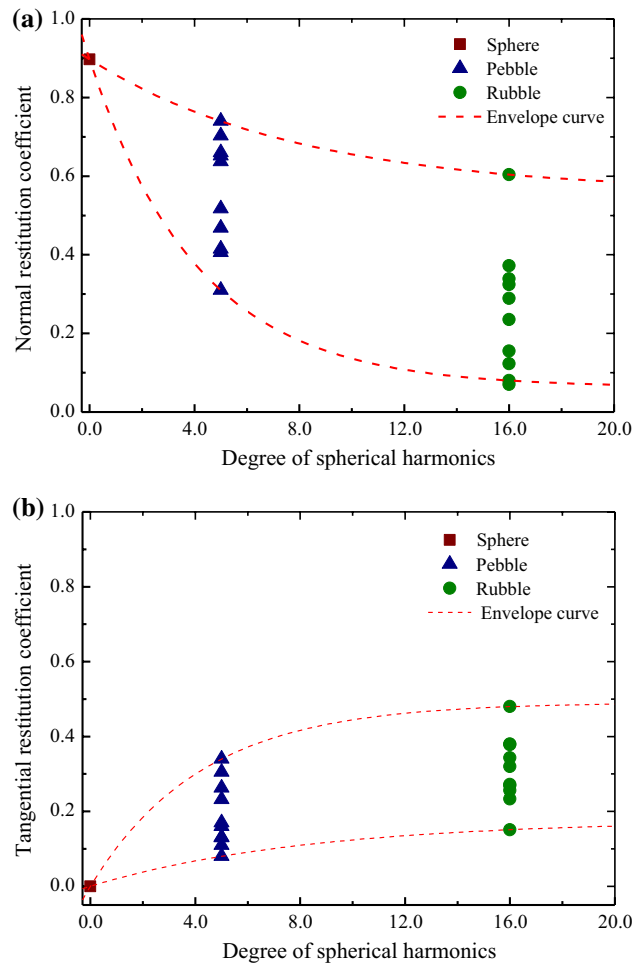 (a)
1.0
0.8
0.6
0.4
0.2
0.0
Normal restitution coefficient
Sphere
Pebble
Rubble
Envelope curve
0.0 4.0 8.0 12.0 16.0 20.0
Degree of spherical harmonics
(b)
1.0
0.8
0.6
0.4
0.2
0.0
Tangential restitution coefficient
Sphere
Pebble
Rubble
Envelope curve
0.0 4.0 8.0 12.0 16.0 20.0
Degree of spherical harmonics